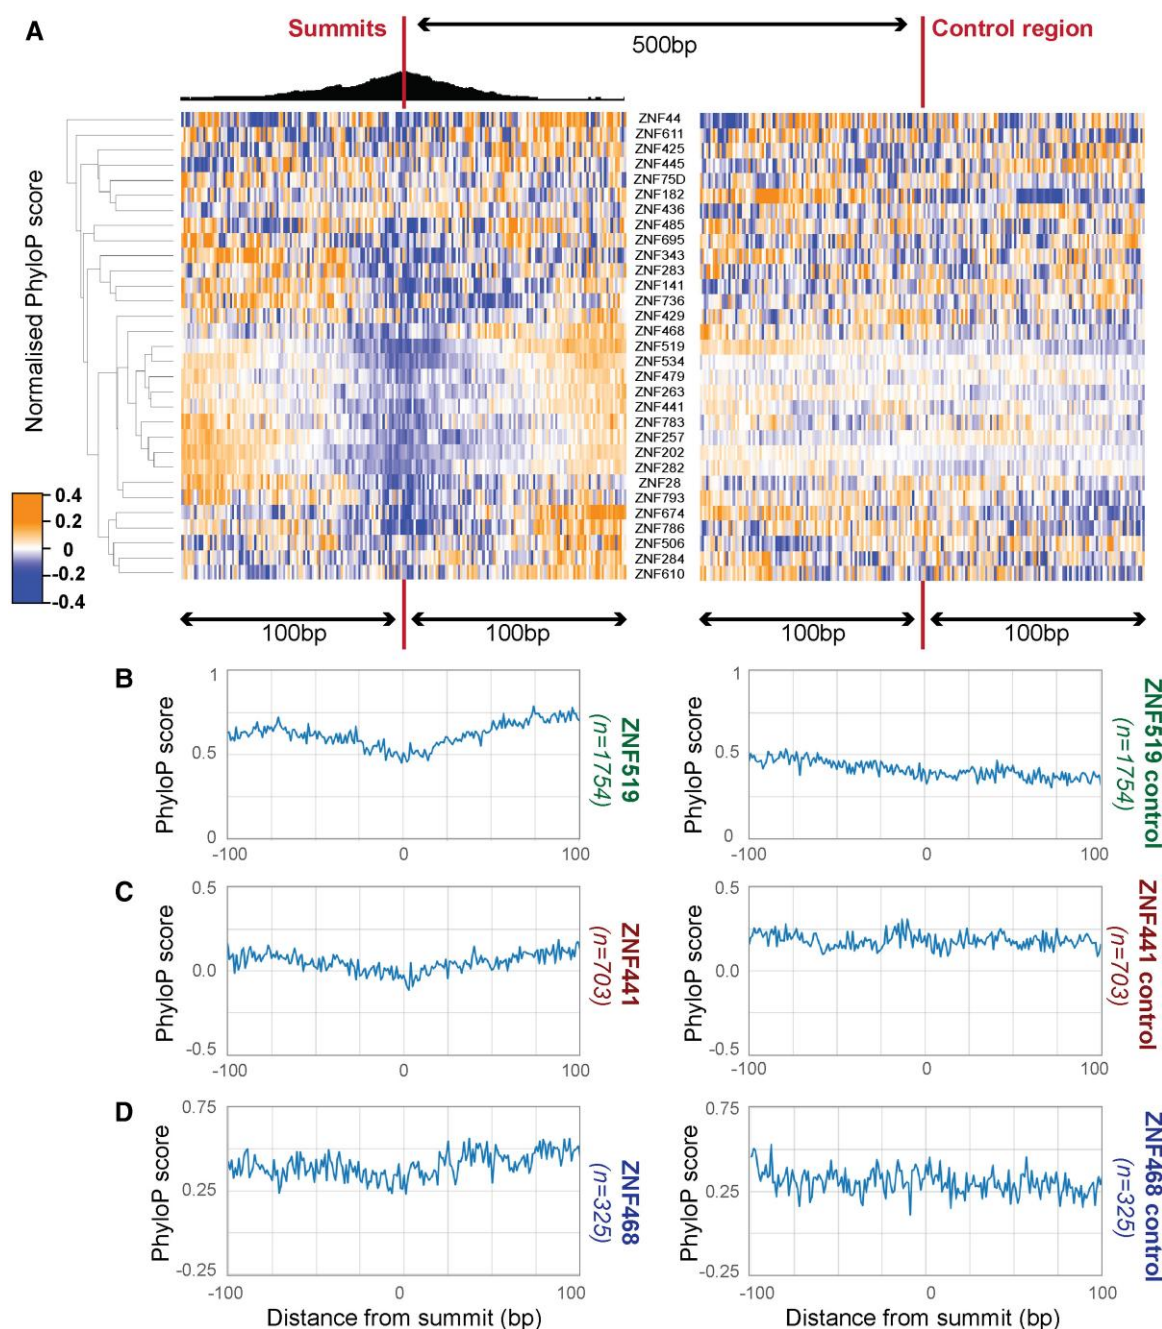 A
Summits
500bp
Control region
Normalised PhyloP score
0.4
0.2
0
-0.2
-0.4
ZNF44
ZNF611
ZNF425
ZNF445
ZNF75D
ZNF182
ZNF436
ZNF485
ZNF695
ZNF343
ZNF283
ZNF141
ZNF736
ZNF429
ZNF468
ZNF519
ZNF534
ZNF479
ZNF263
ZNF441
ZNF783
ZNF257
ZNF202
ZNF282
ZNF28
ZNF793
ZNF674
ZNF786
ZNF506
ZNF284
ZNF610
100bp 100bp 100bp 100bp
B
PhyloP score
1
0.5
0
-100 0 100
ZNF519
(n=1754)
PhyloP score
1
0.5
0
-100 0 100
ZNF519 control
(n=1754)
C
PhyloP score
0.5
0.0
-0.5
-100 0 100
ZNF441
(n=703)
PhyloP score
0.5
0.0
-0.5
-100 0 100
ZNF441 control
(n=703)
D
PhyloP score
0.75
0.25
-0.25
-100 0 100
Distance from summit (bp)
ZNF468
(n=325)
PhyloP score
0.75
0.25
-0.25
-100 0 100
Distance from summit (bp)
ZNF468 control
(n=325)